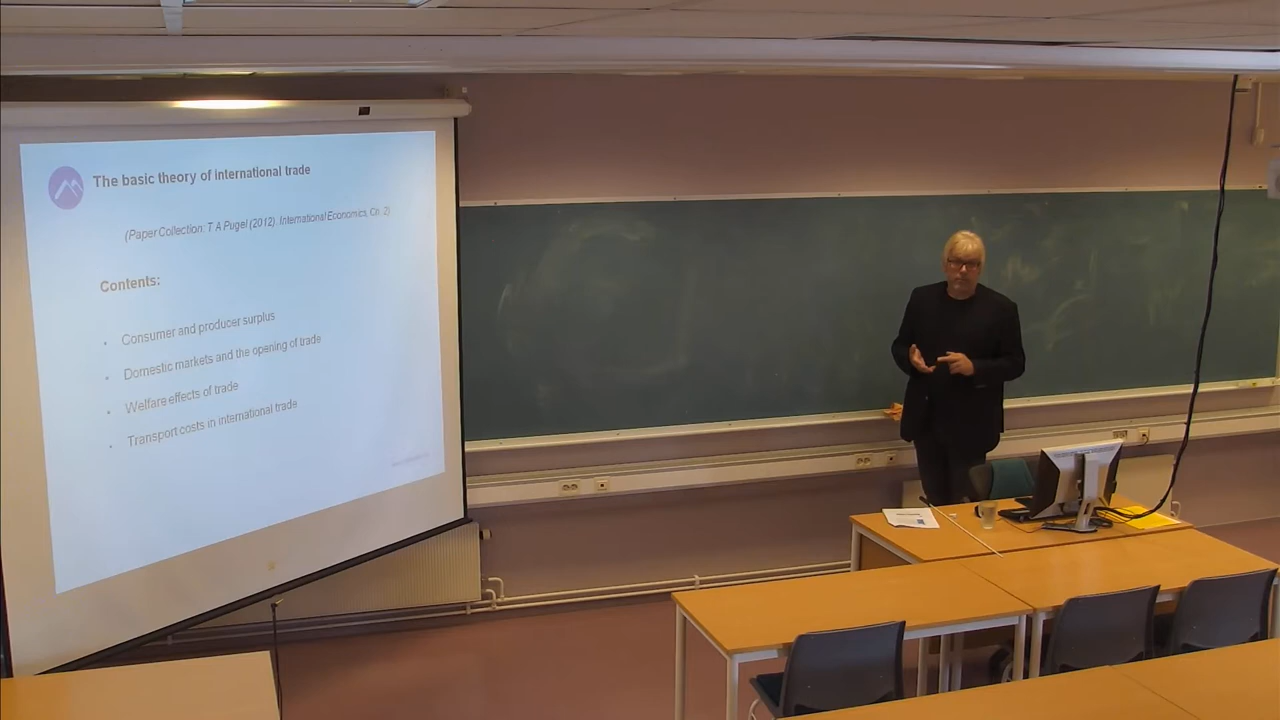 The basic theory of international trade
(Paper Collection: T A Pugel (2012). International Economics, Ch. 2)
Contents:
• Consumer and producer surplus
• Domestic markets and the opening of trade
• Welfare effects of trade
• Transport costs in international trade